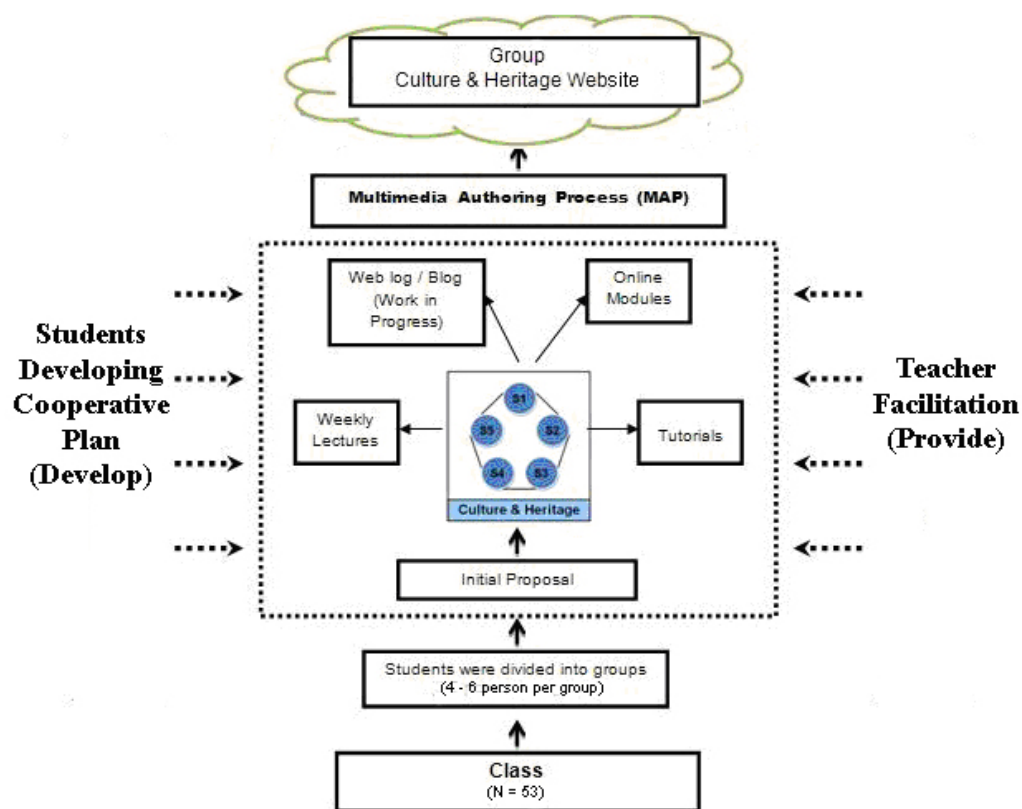 Group
Culture & Heritage Website
Multimedia Authoring Process (MAP)
Web log / Blog
(Work in
Progress)
Online
Modules
Students
Developing
Cooperative
Plan
(Develop)
Teacher
Facilitation
(Provide)
Weekly
Lectures
S1
S5
S2
S4
S3
Culture & Heritage
Tutorials
Initial Proposal
Students were divided into groups
(4 - 6 person per group)
Class
(N = 53)